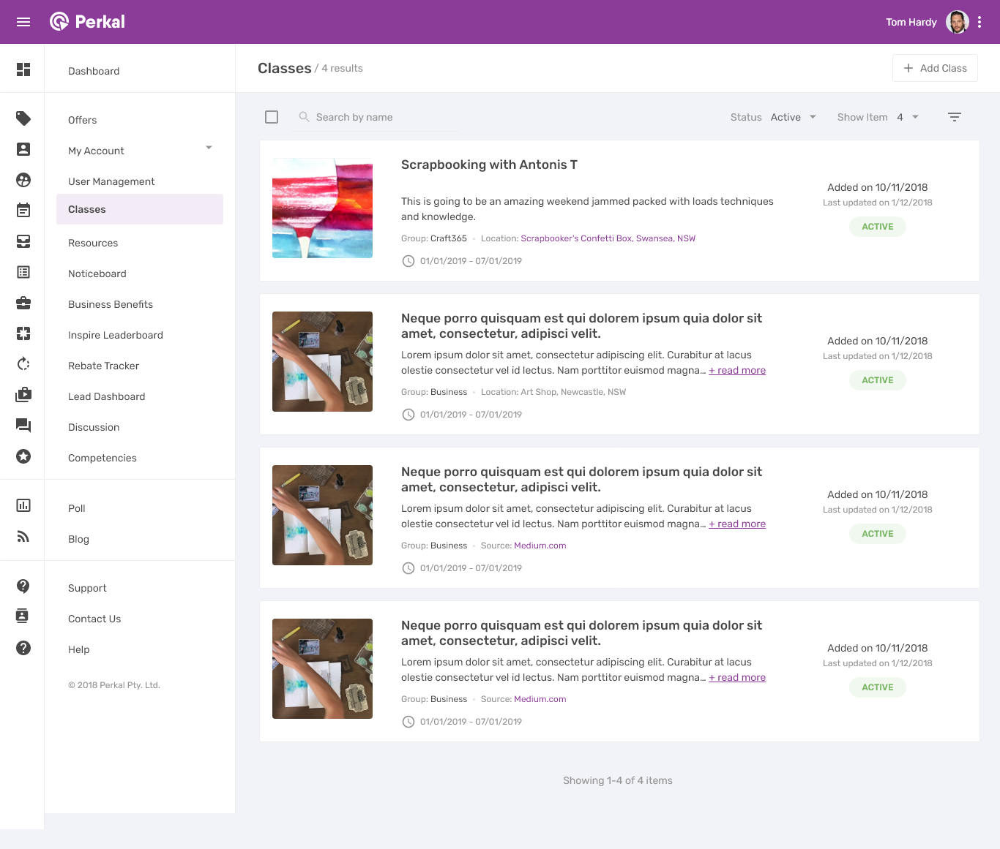 Perkal
Tom Hardy
Dashboard
Offers
My Account
User Management
Classes
Resources
Noticeboard
Business Benefits
Inspire Leaderboard
Rebate Tracker
Lead Dashboard
Discussion
Competencies
Poll
Blog
Support
Contact Us
Help
© 2018 Perkal Pty. Ltd.
Classes / 4 results
+ Add Class
Search by name
Status Active
Show Item 4
Scrapbooking with Antonis T
This is going to be an amazing weekend jammed packed with loads techniques
and knowledge.
Group: Craft365 • Location: Scrapbooker's Confetti Box, Swansea, NSW
01/01/2019 - 07/01/2019
Added on 10/11/2018
Last updated on 1/12/2018
ACTIVE
Neque porro quisquam est qui dolorem ipsum quia dolor sit
amet, consectetur, adipisci velit.
Lorem ipsum dolor sit amet, consectetur adipiscing elit. Curabitur at lacus
olestie consectetur vel id lectus. Nam porttitor euismod magna... + read more
Group: Business • Location: Art Shop, Newcastle, NSW
01/01/2019 - 07/01/2019
Added on 10/11/2018
Last updated on 1/12/2018
ACTIVE
Neque porro quisquam est qui dolorem ipsum quia dolor sit
amet, consectetur, adipisci velit.
Lorem ipsum dolor sit amet, consectetur adipiscing elit. Curabitur at lacus
olestie consectetur vel id lectus. Nam porttitor euismod magna... + read more
Group: Business • Source: Medium.com
01/01/2019 - 07/01/2019
Added on 10/11/2018
Last updated on 1/12/2018
ACTIVE
Neque porro quisquam est qui dolorem ipsum quia dolor sit
amet, consectetur, adipisci velit.
Lorem ipsum dolor sit amet, consectetur adipiscing elit. Curabitur at lacus
olestie consectetur vel id lectus. Nam porttitor euismod magna... + read more
Group: Business • Source: Medium.com
01/01/2019 - 07/01/2019
Added on 10/11/2018
Last updated on 1/12/2018
ACTIVE
Showing 1-4 of 4 items